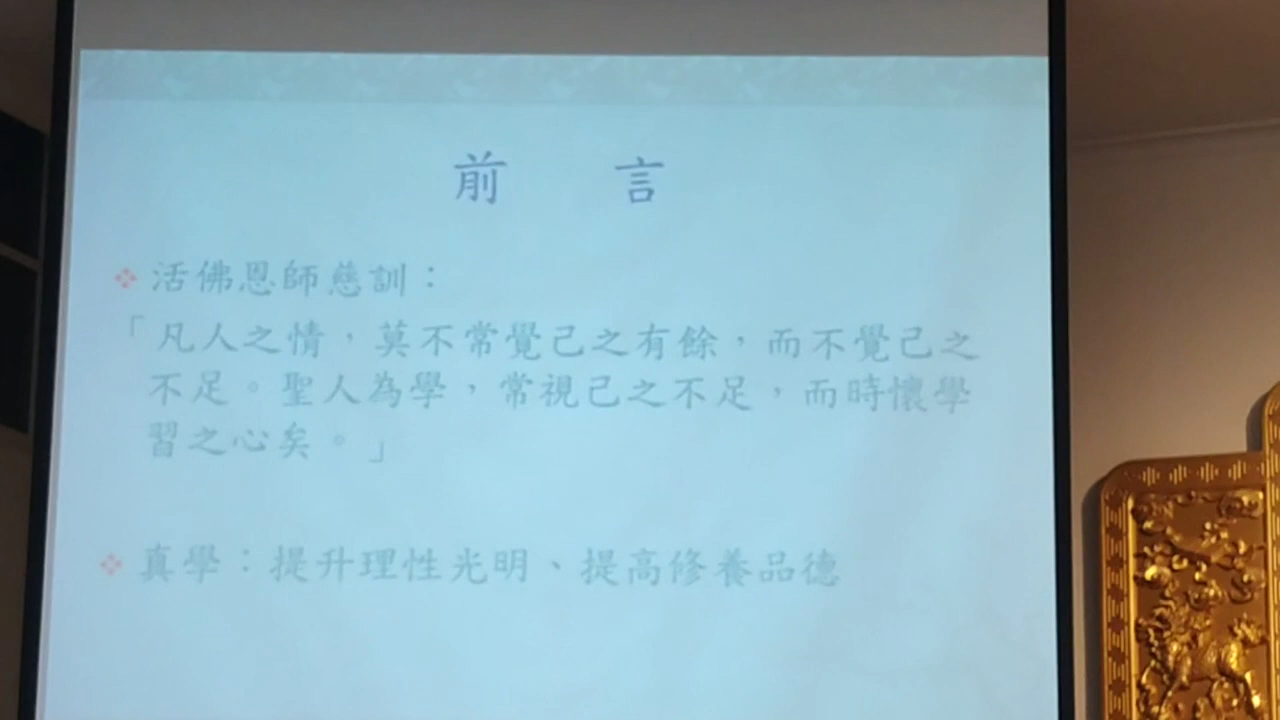 前 言
活佛恩師慈訓：
「凡人之情，莫不常覺己之有餘，而不覺己之
不足。聖人為學，常視己之不足，而時懷學
習之心矣。」
真學：提升理性光明、提高修養品德